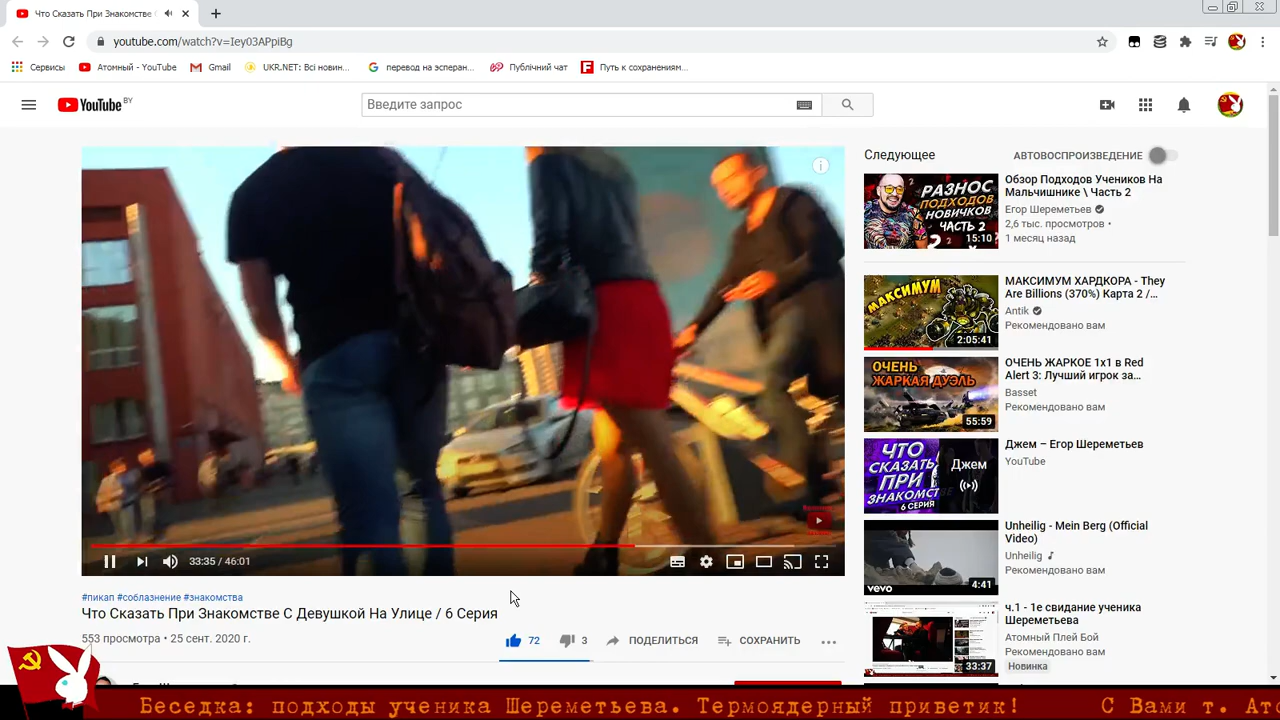 Что Сказать При Знакомстве С
youtube.com/watch?v=Iey03APpiBg
Сервисы
Атомный - YouTube
Gmail
UKR.NET: Всі новин...
перевод на эсперан...
Публічний чат
Путь к сохранениям...
YouTube BY
Введите запрос
Следующее
АВТОВОСПРОИЗВЕДЕНИЕ
РАЗНОС
ПОДХОДОВ
НОВИЧКОВ
ЧАСТЬ 2
15:10
Обзор Подходов Учеников На
Мальчишнике \ Часть 2
Егор Шереметьев
2,6 тыс. просмотров •
1 месяц назад
МАКСИМУМ
2:05:41
МАКСИМУМ ХАРДКОРА - They
Are Billions (370%) Карта 2 /...
Antik
Рекомендовано вам
ОЧЕНЬ
ЖАРКАЯ ДУЭЛЬ
55:59
ОЧЕНЬ ЖАРКОЕ 1x1 в Red
Alert 3: Лучший игрок за...
Basset
Рекомендовано вам
ЧТО
СКАЗАТЬ
ПРИ
ЗНАКОМСТВЕ
6 СЕРИЯ
Джем
Джем – Егор Шереметьев
YouTube
vevo
4:41
Unheilig - Mein Berg (Official
Video)
Unheilig
Рекомендовано вам
33:37
ч.1 - 1е свидание ученика
Шереметьева
Атомный Плей Бой
Рекомендовано вам
Новинка
33:35 / 46:01
#пикап #соблазнение #знакомства
Что Сказать При Знакомстве С Девушкой На Улице / 6 Серия
553 просмотра • 25 сент. 2020 г.
72
3
ПОДЕЛИТЬСЯ
СОХРАНИТЬ
Беседка: подходы ученика Шереметьева. Термоядерный приветик! С Вами т. Ато